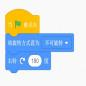 当 被点击
将旋转方式设为 不可旋转
右转 180 度